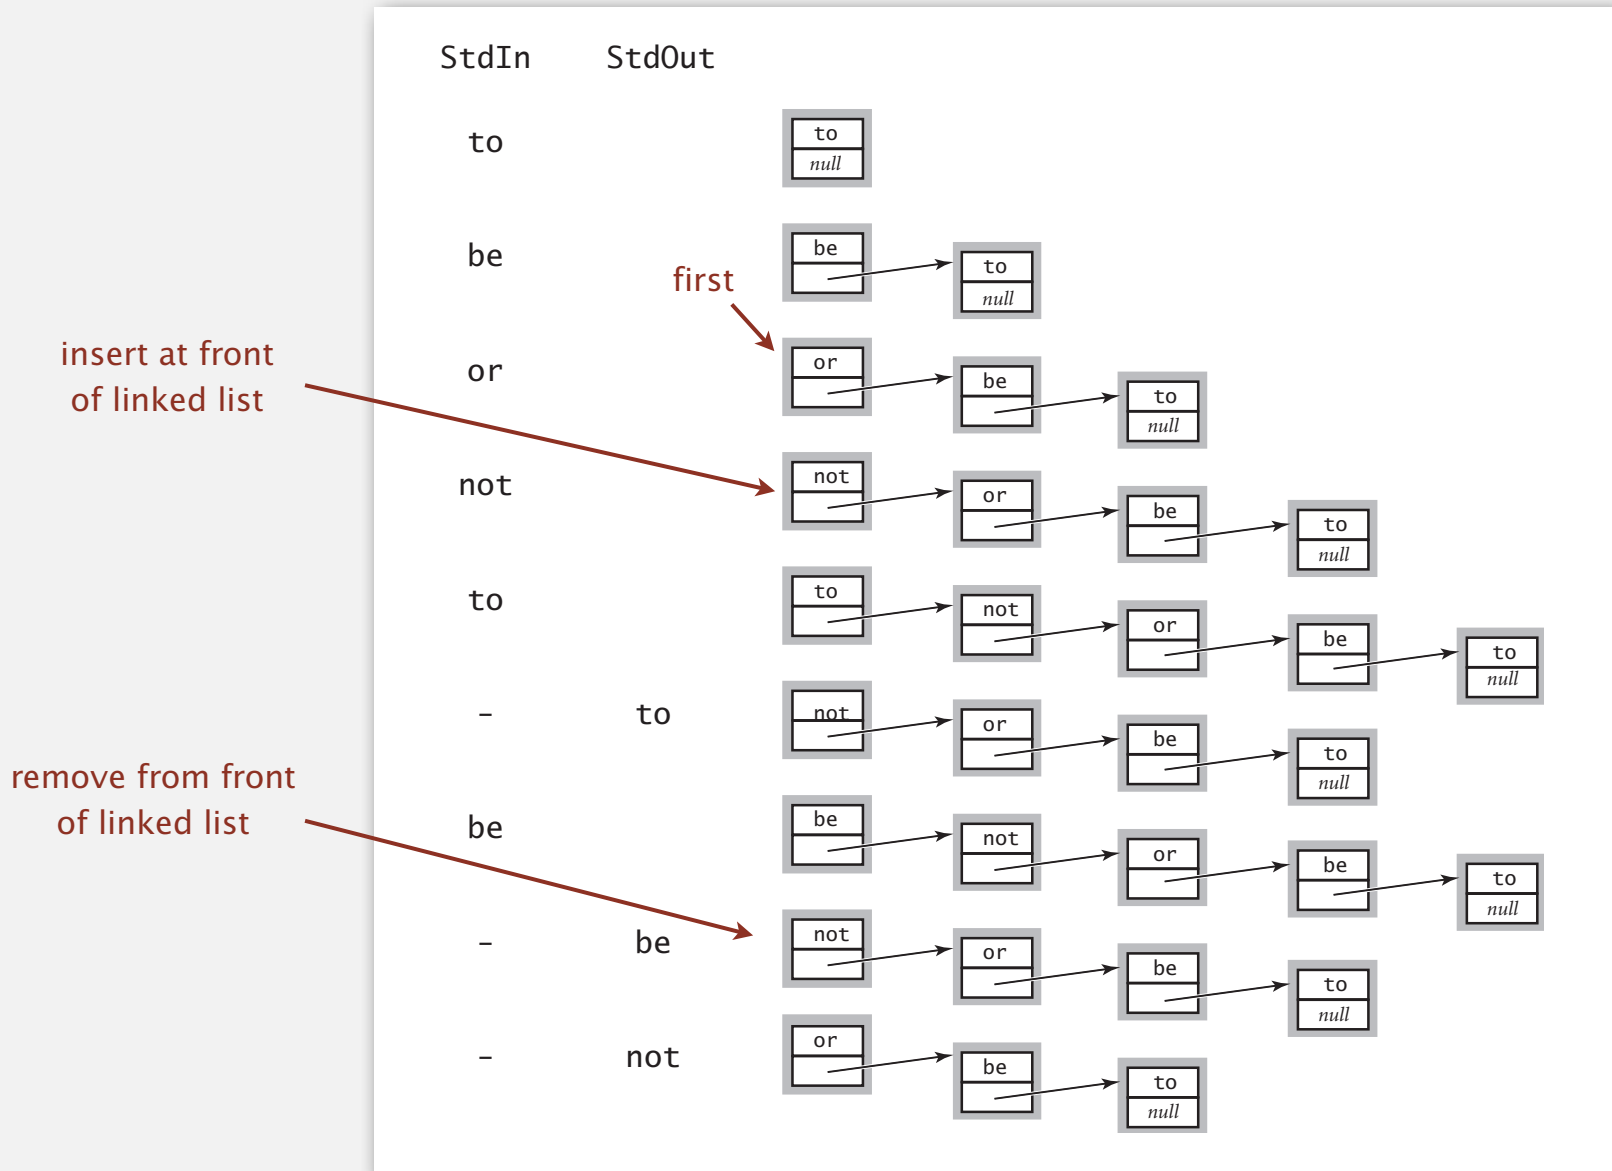 StdIn StdOut
to
to
null
be
be
to
null
first
insert at front
of linked list
or
or
be
to
null
not
not
or
be
to
null
to
to
not
or
be
to
null
- to
not
or
be
to
null
remove from front
of linked list
be
be
not
or
be
to
null
- be
not
or
be
to
null
- not
or
be
to
null